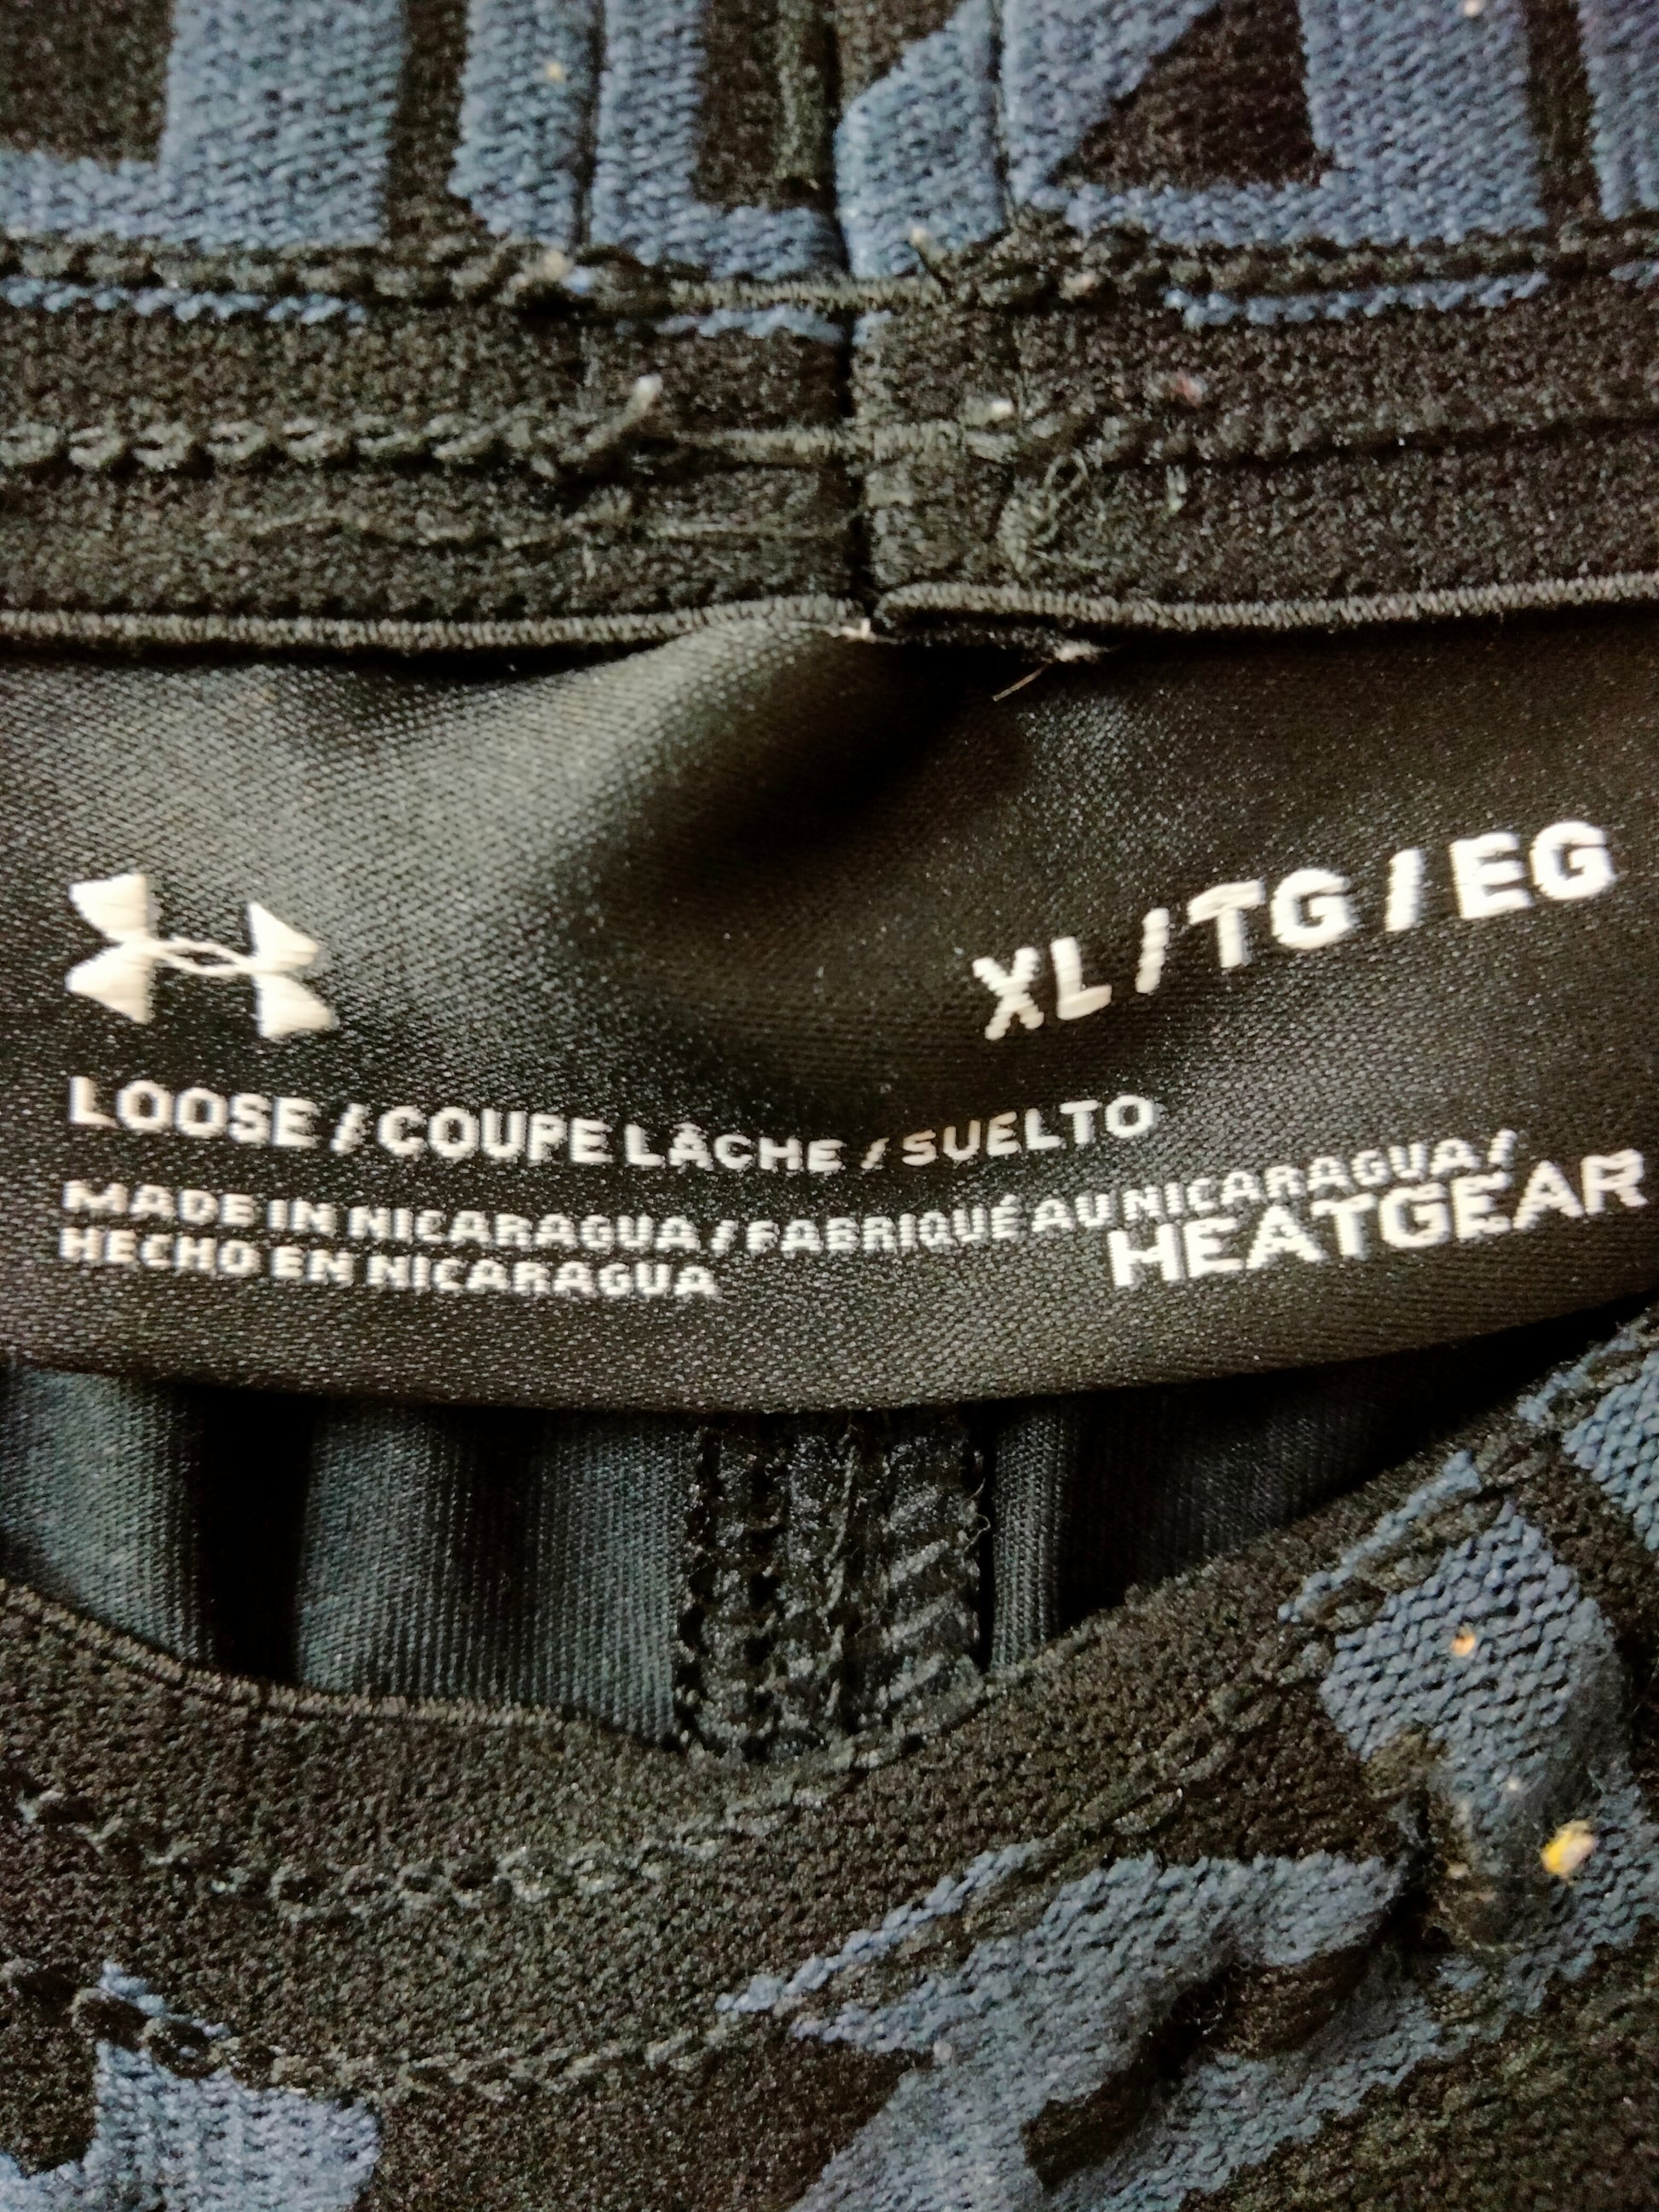 XL / TG / EG
LOOSE / COUPE LÂCHE / SUELTO
MADE IN NICARAGUA / FABRIQUÉ AU NICARAGUA /
HECHO EN NICARAGUA
HEATGEAR